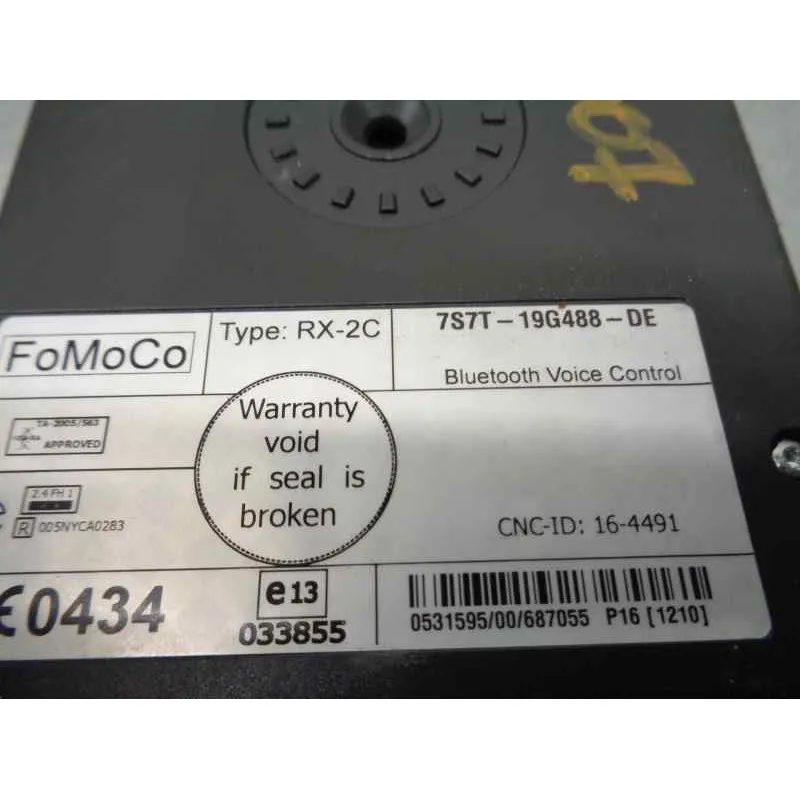 FoMoCo
Type: RX-2C
7S7T-19G488-DE
Bluetooth Voice Control
TA-2005/563
APPROVED
Warranty
void
if seal is
broken
2.4 FH 1
R 005NYCA0283
CNC-ID: 16-4491
CE0434
e13
033855
0531595/00/687055 P16 [1210]